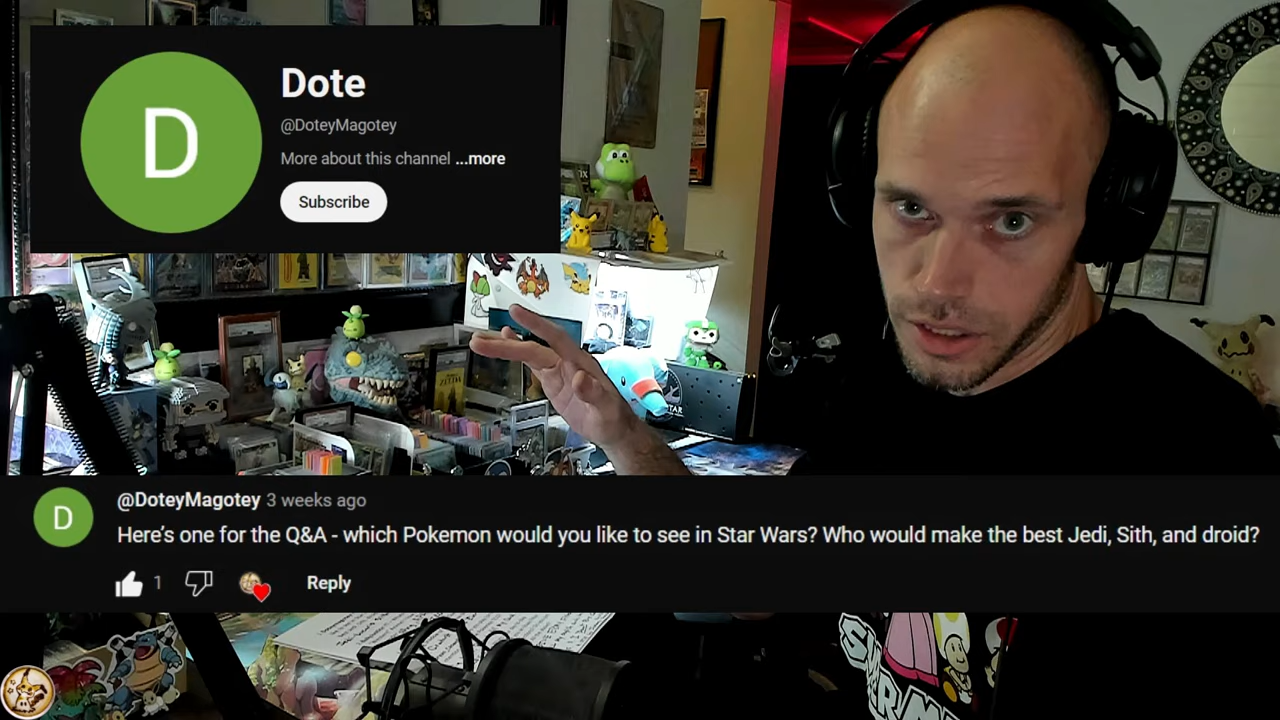 D
Dote
@DoteyMagotey
More about this channel ...more
Subscribe
ZELDA
D
@DoteyMagotey 3 weeks ago
Here’s one for the Q&A - which Pokemon would you like to see in Star Wars? Who would make the best Jedi, Sith, and droid?
1
Reply